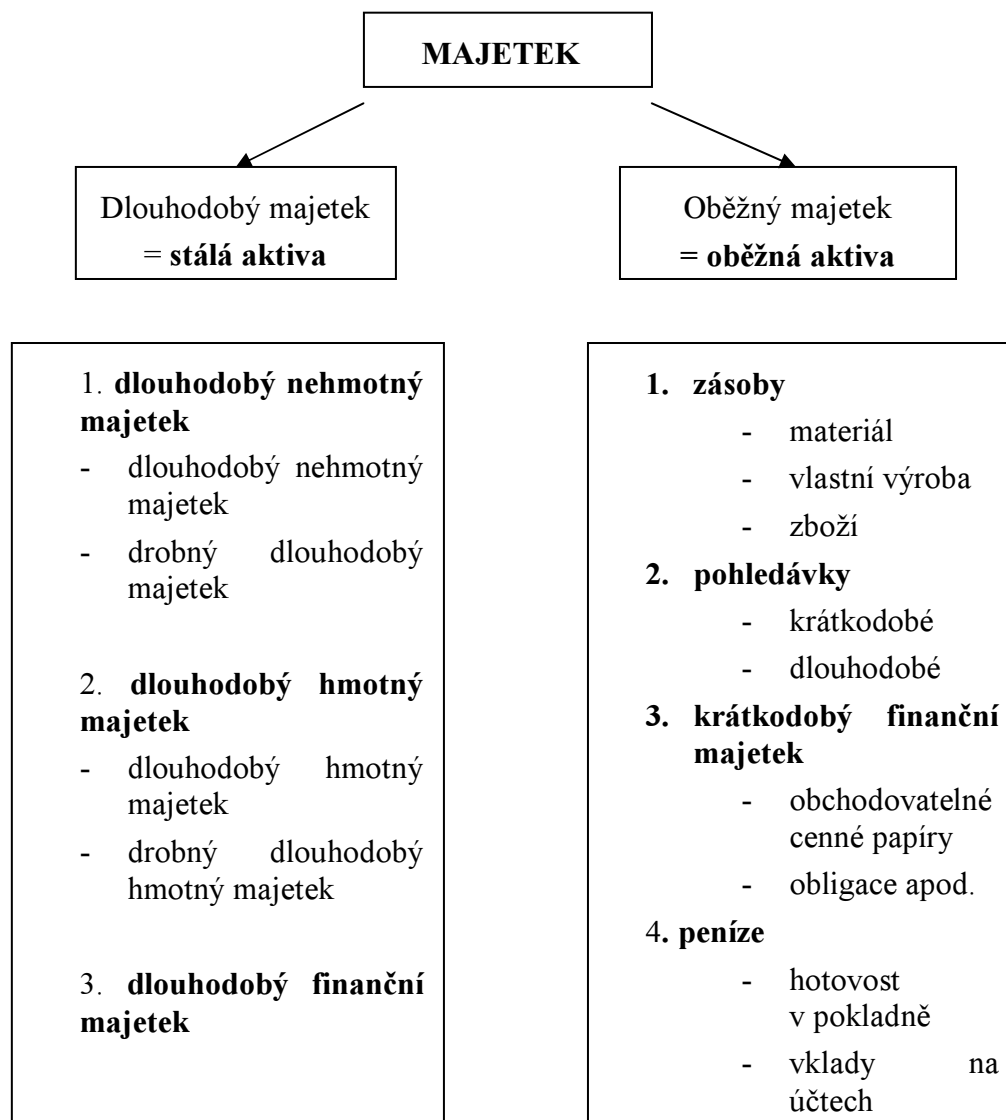 MAJETEK
Dlouhodobý majetek
= stálá aktiva
Oběžný majetek
= oběžná aktiva
1. dlouhodobý nehmotný
majetek
- dlouhodobý nehmotný
majetek
- drobný dlouhodobý
majetek
2. dlouhodobý hmotný
majetek
- dlouhodobý hmotný
majetek
- drobný dlouhodobý
hmotný majetek
3. dlouhodobý finanční
majetek
1. zásoby
- materiál
- vlastní výroba
- zboží
2. pohledávky
- krátkodobé
- dlouhodobé
3. krátkodobý finanční
majetek
- obchodovatelné
cenné papíry
- obligace apod.
4. peníze
- hotovost
v pokladně
- vklady na
účtech